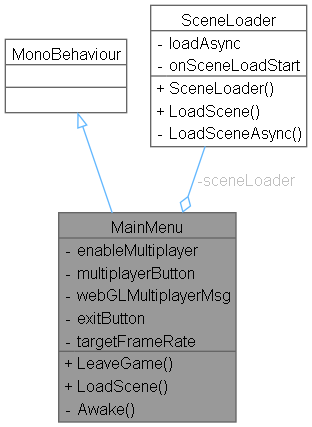 SceneLoader
- loadAsync
- onSceneLoadStart
+ SceneLoader()
+ LoadScene()
- LoadSceneAsync()
MonoBehaviour
-sceneLoader
MainMenu
- enableMultiplayer
- multiplayerButton
- webGLMultiplayerMsg
- exitButton
- targetFrameRate
+ LeaveGame()
+ LoadScene()
- Awake()